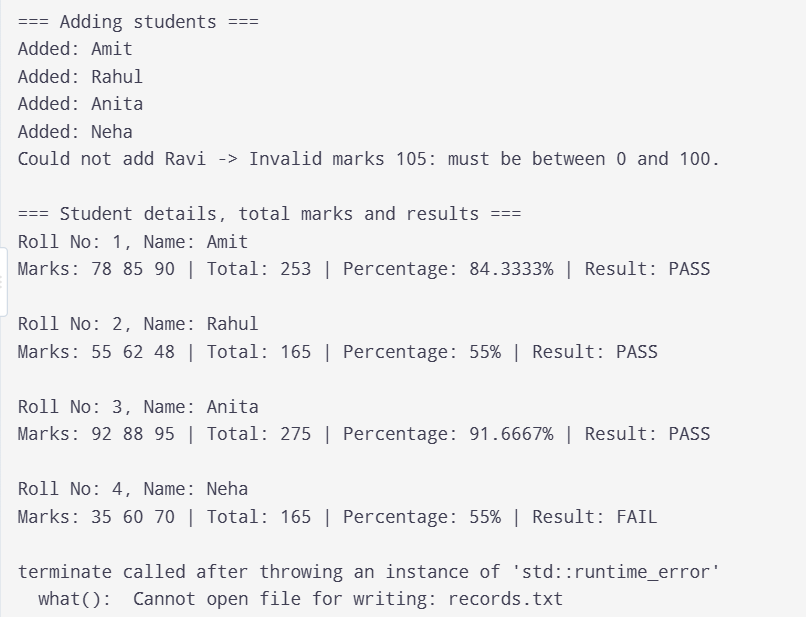 === Adding students ===
Added: Amit
Added: Rahul
Added: Anita
Added: Neha
Could not add Ravi -> Invalid marks 105: must be between 0 and 100.
=== Student details, total marks and results ===
Roll No: 1, Name: Amit
Marks: 78 85 90 | Total: 253 | Percentage: 84.3333% | Result: PASS
Roll No: 2, Name: Rahul
Marks: 55 62 48 | Total: 165 | Percentage: 55% | Result: PASS
Roll No: 3, Name: Anita
Marks: 92 88 95 | Total: 275 | Percentage: 91.6667% | Result: PASS
Roll No: 4, Name: Neha
Marks: 35 60 70 | Total: 165 | Percentage: 55% | Result: FAIL
terminate called after throwing an instance of 'std::runtime_error'
  what():  Cannot open file for writing: records.txt